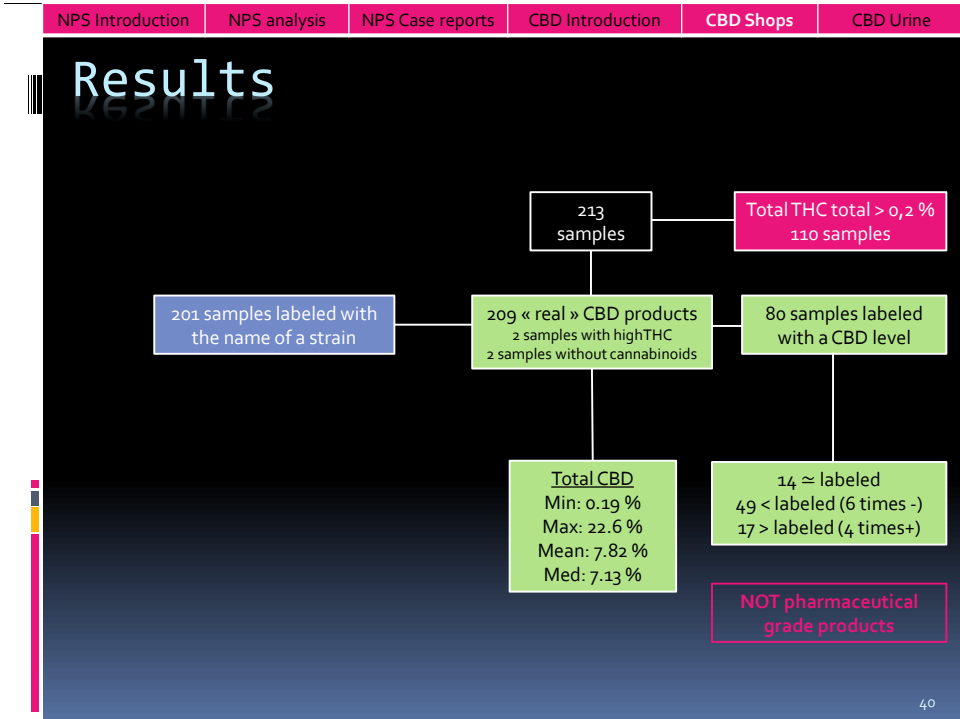 NPS Introduction
NPS analysis
NPS Case reports
CBD Introduction
CBD Shops
CBD Urine
Results
213
samples
Total THC total > 0,2 %
110 samples
201 samples labeled with
the name of a strain
209 « real » CBD products
2 samples with highTHC
2 samples without cannabinoids
80 samples labeled
with a CBD level
Total CBD
Min: 0.19 %
Max: 22.6 %
Mean: 7.82 %
Med: 7.13 %
14 ≃ labeled
49 < labeled (6 times -)
17 > labeled (4 times+)
NOT pharmaceutical
grade products
40